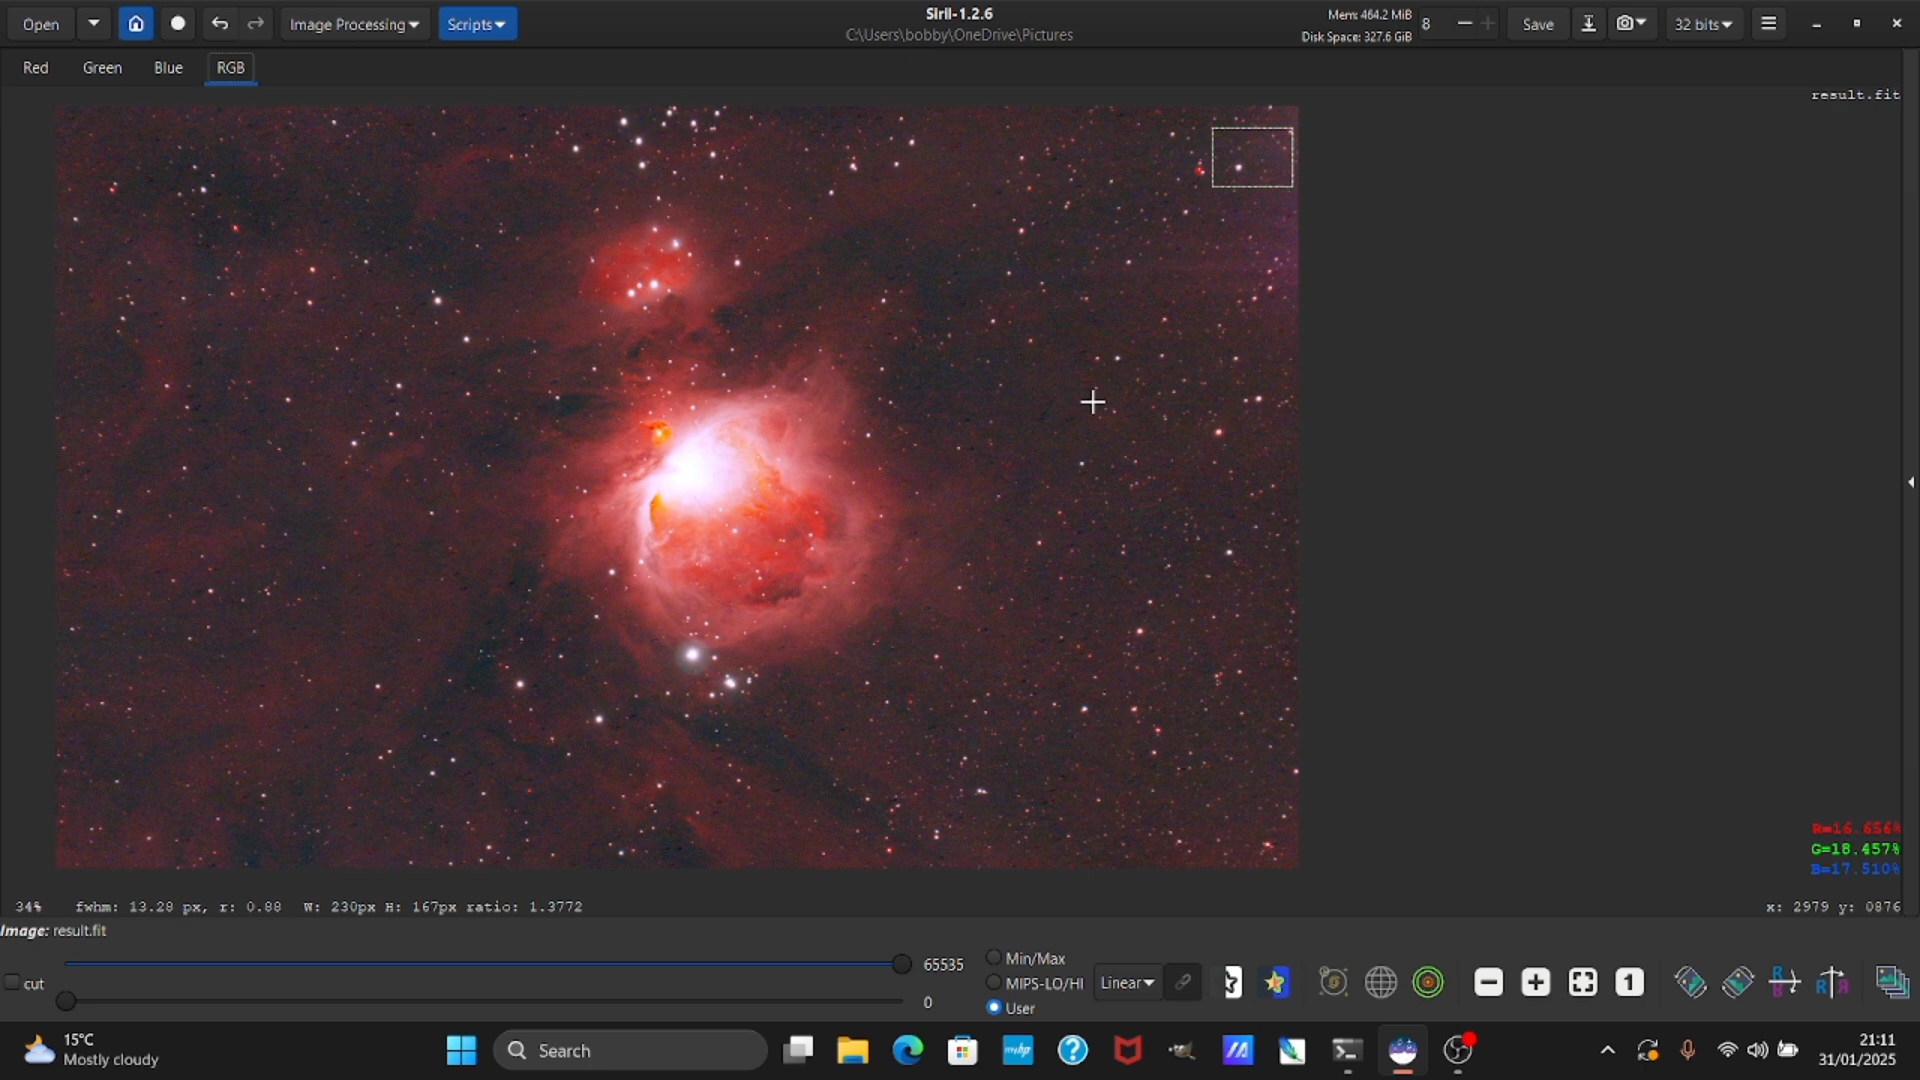 Open
Image Processing
Scripts
Siril-1.2.6
C:\Users\bobby\OneDrive\Pictures
Mem: 464.2 MiB
Disk Space: 327.6 GiB
8
Save
32 bits
Red Green Blue RGB
result.fit
R=16.656%
G=18.457%
B=17.510%
34% fwhm: 13.28 px, r: 0.88 W: 230px H: 167px ratio: 1.3772
x: 2979 y: 0876
Image: result.fit
65535
cut
0
Min/Max
MIPS-LO/HI
User
Linear
1
R
R R
15°C
Mostly cloudy
Search
myhp
21:11
31/01/2025